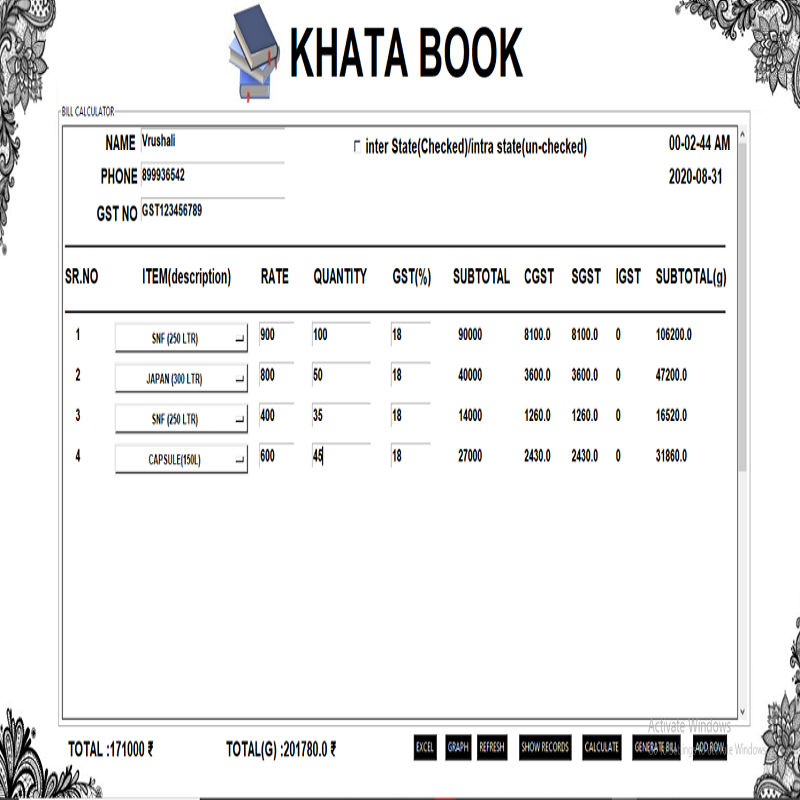 KHATA BOOK
BILL CALCULATOR
NAME Vrushali inter State(Checked)/intra state(un-checked) 00-02-44 AM
PHONE 899936542 2020-08-31
GST NO GST123456789
SR.NO ITEM(description) RATE QUANTITY GST(%) SUBTOTAL CGST SGST IGST SUBTOTAL(g)
1 SNF (250 LTR) 900 100 18 90000 8100.0 8100.0 0 106200.0
2 JAPAN (300 LTR) 800 50 18 40000 3600.0 3600.0 0 47200.0
3 SNF (250 LTR) 400 35 18 14000 1260.0 1260.0 0 16520.0
4 CAPSULE(150L) 600 45 18 27000 2430.0 2430.0 0 31860.0
Activate Windows
TOTAL :171000 ₹ TOTAL(G) :201780.0 ₹ EXCEL GRAPH REFRESH SHOW RECORDS CALCULATE GENERATE BILL ADD ROW
Windows